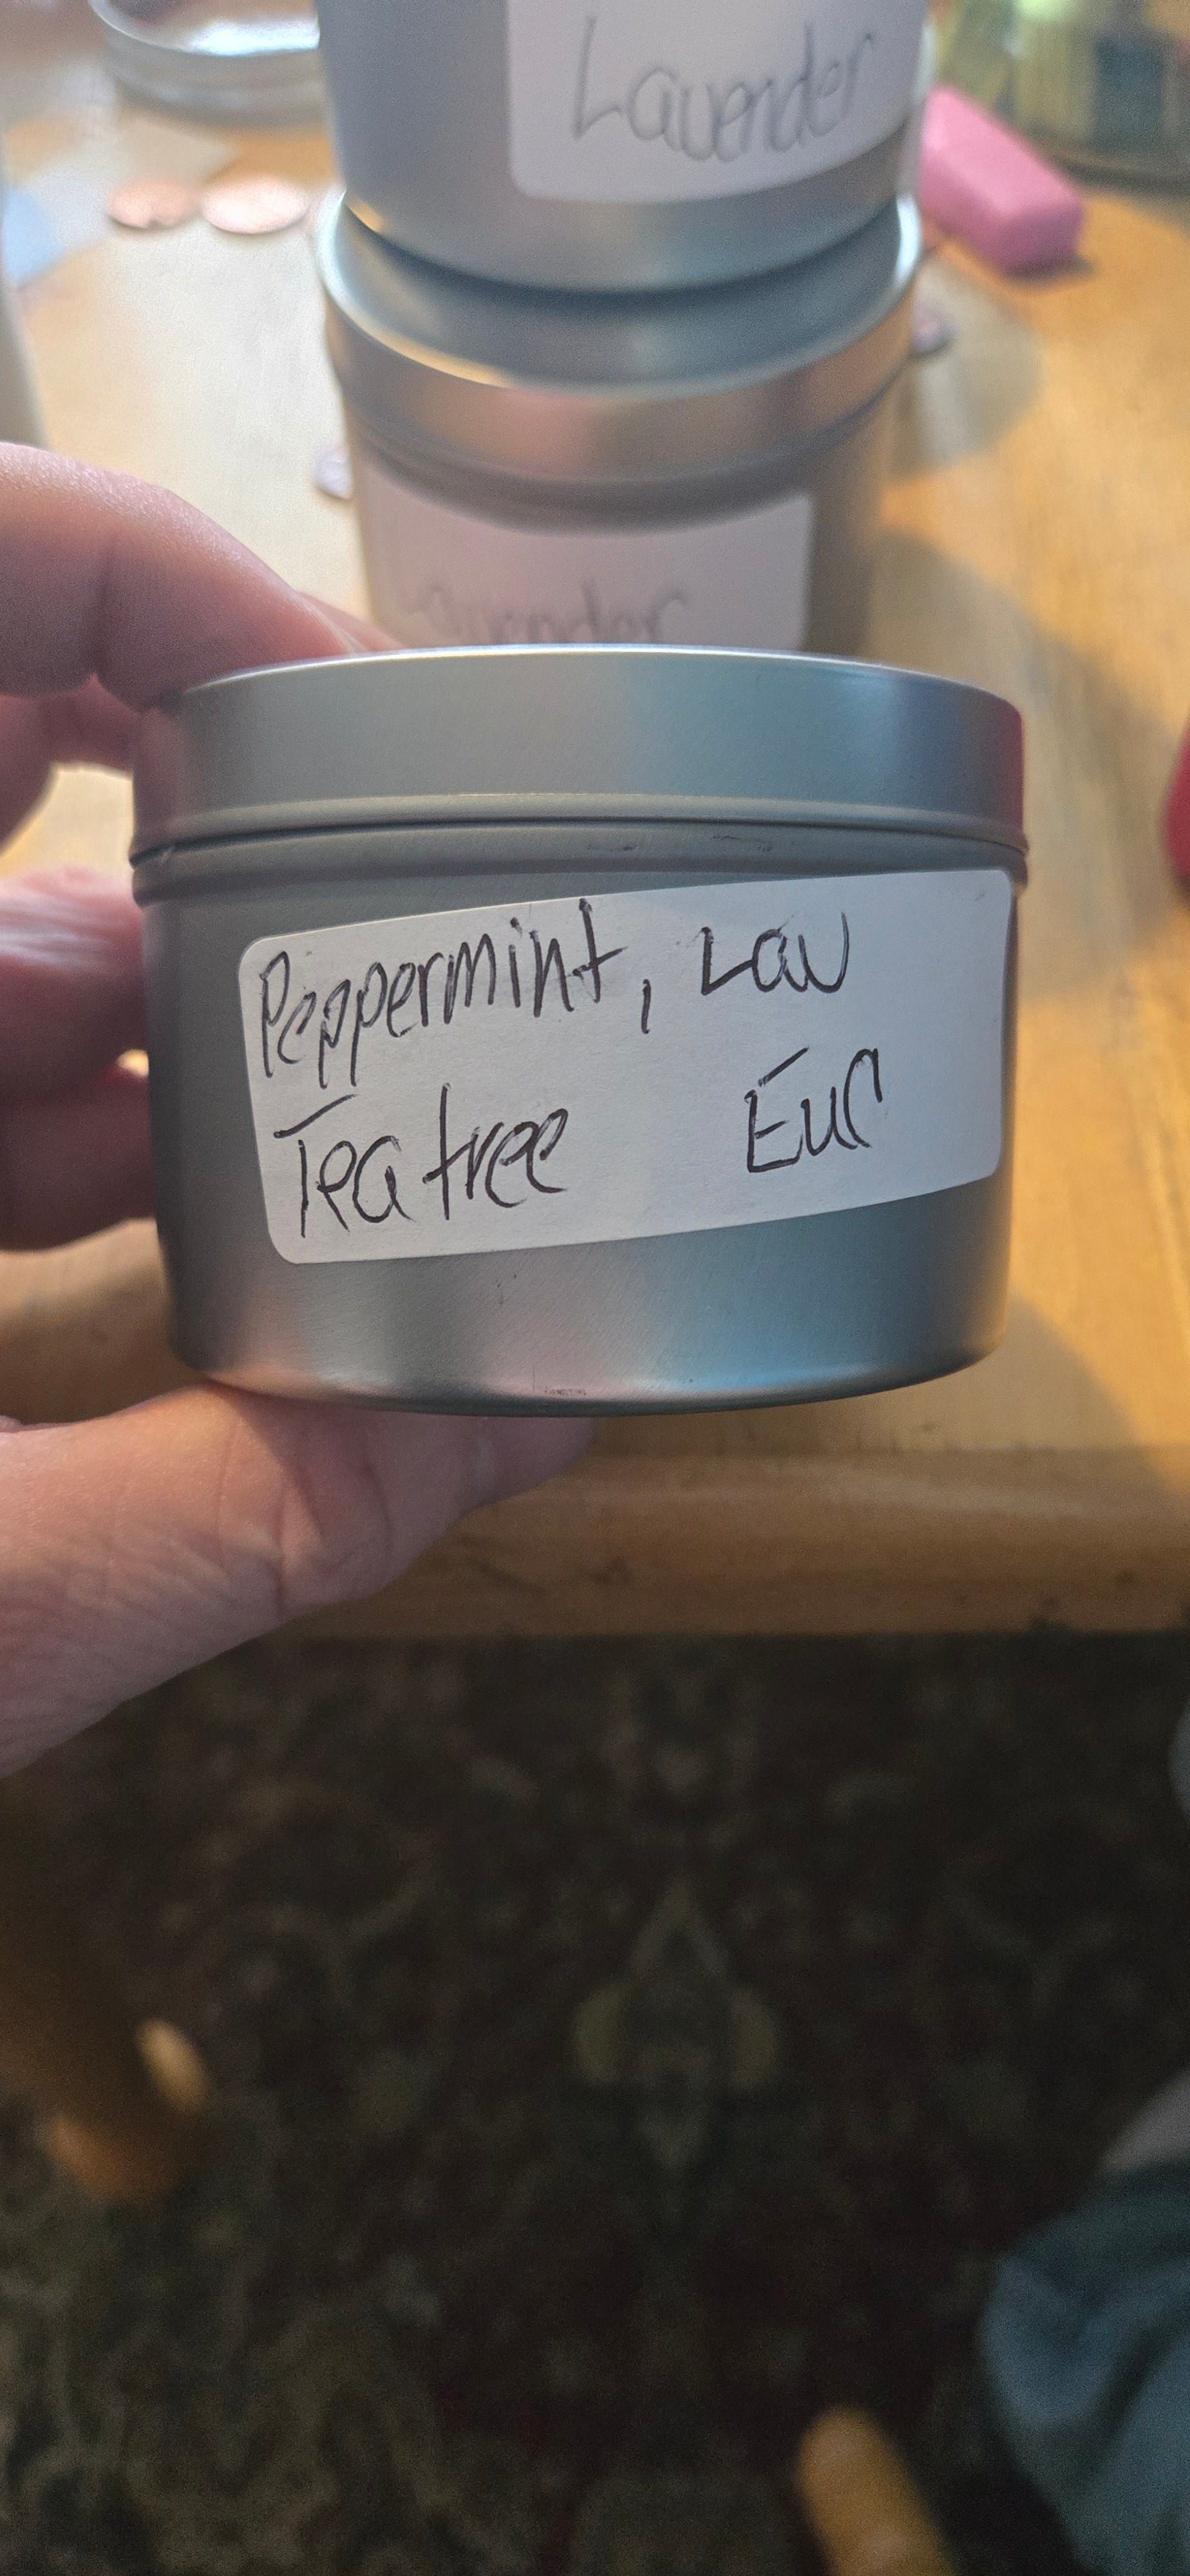 Lavender
Peppermint, Lav
Tea tree Euc